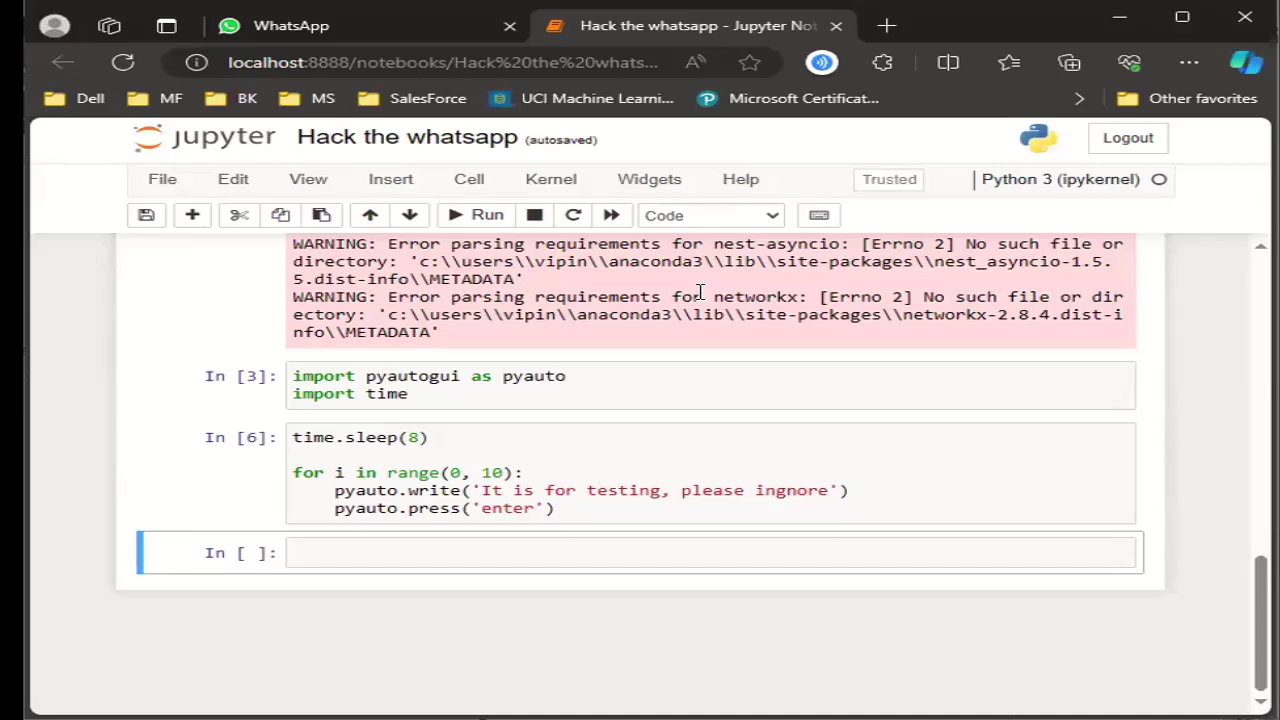 WhatsApp
Hack the whatsapp - Jupyter Not
localhost:8888/notebooks/Hack%20the%20whats...
Dell
MF
BK
MS
SalesForce
UCI Machine Learni...
Microsoft Certificat...
Other favorites
jupyter
Hack the whatsapp (autosaved)
Logout
File
Edit
View
Insert
Cell
Kernel
Widgets
Help
Trusted
Python 3 (ipykernel)
Run
Code
WARNING: Error parsing requirements for nest-asyncio: [Errno 2] No such file or
directory: 'c:\\users\\vipin\\anaconda3\\lib\\site-packages\\nest_asyncio-1.5.
5.dist-info\\METADATA'
WARNING: Error parsing requirements for networkx: [Errno 2] No such file or dir
ectory: 'c:\\users\\vipin\\anaconda3\\lib\\site-packages\\networkx-2.8.4.dist-i
nfo\\METADATA'
In [3]: import pyautogui as pyauto
import time
In [6]: time.sleep(8)
for i in range(0, 10):
    pyauto.write('It is for testing, please ingnore')
    pyauto.press('enter')
In [ ]: